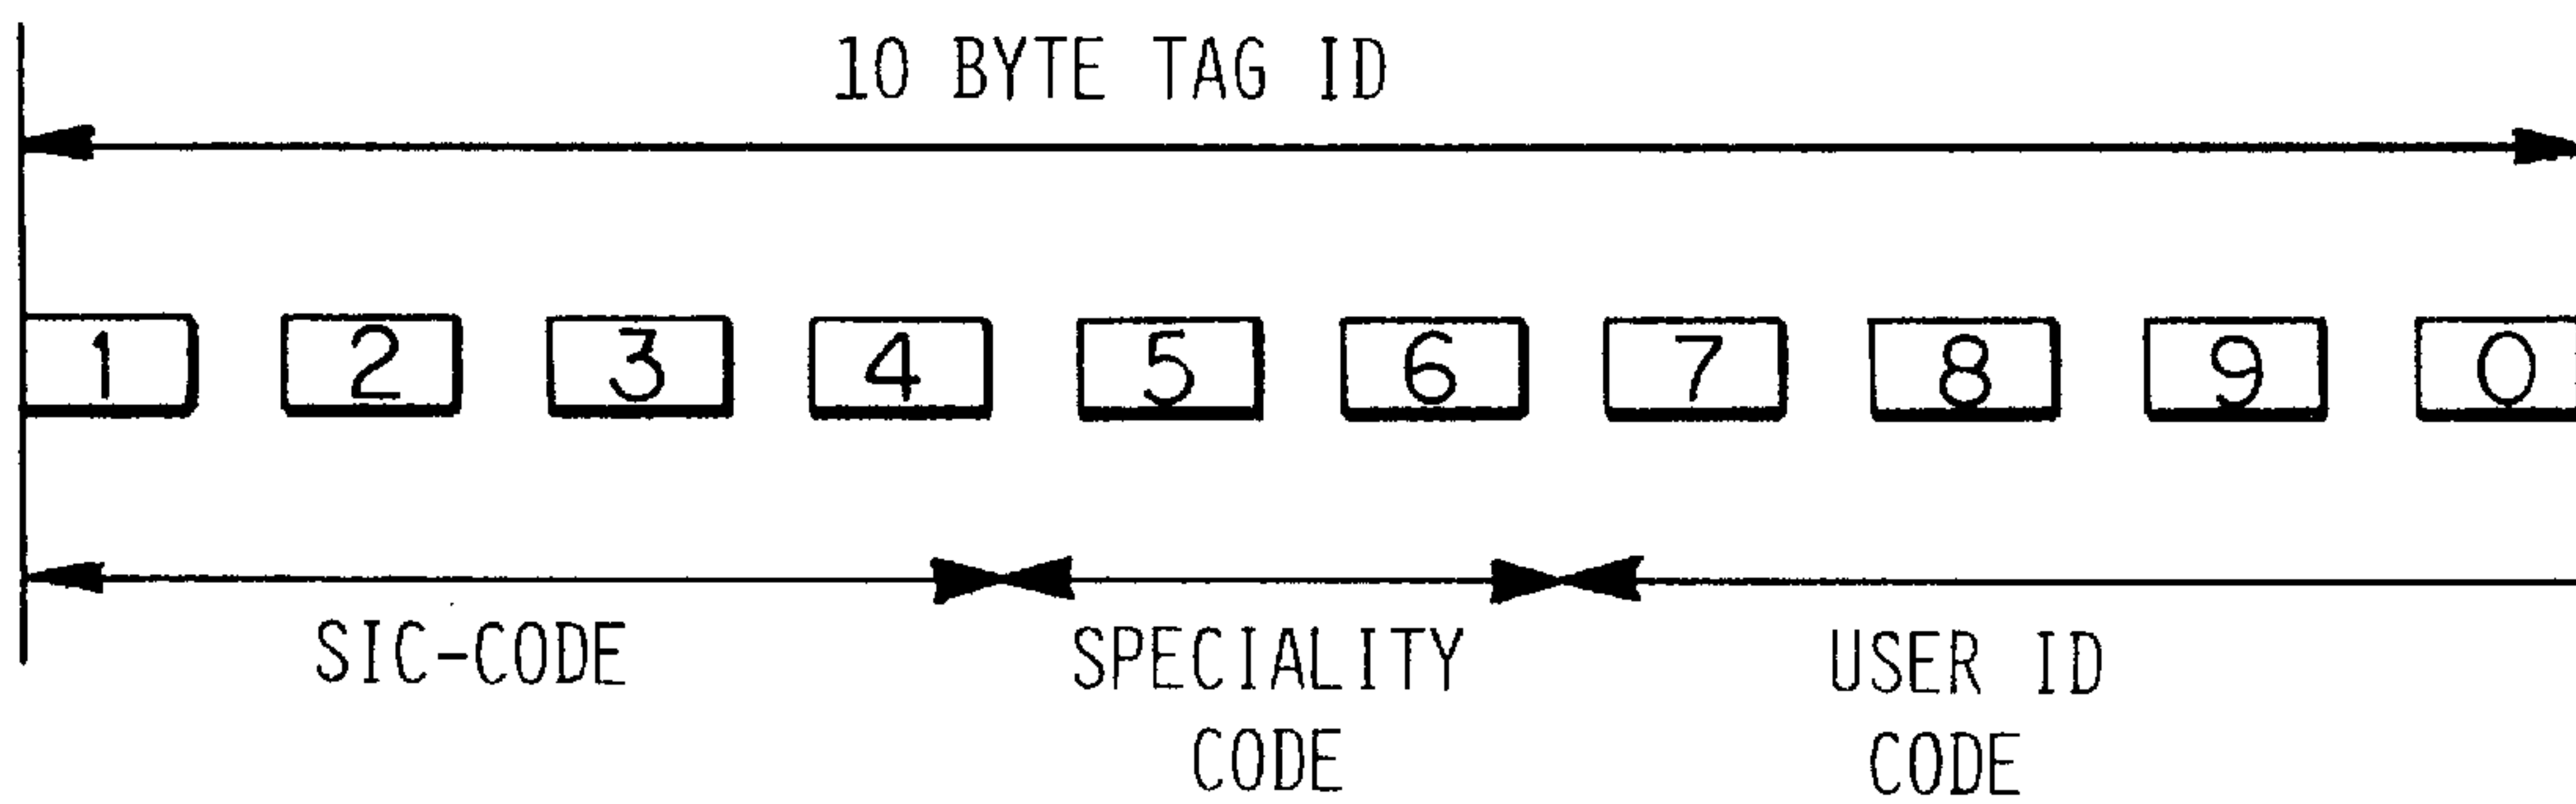 10 BYTE TAG ID
1 2 3 4 5 6 7 8 9 0
SIC-CODE SPECIALITY USER ID
CODE CODE